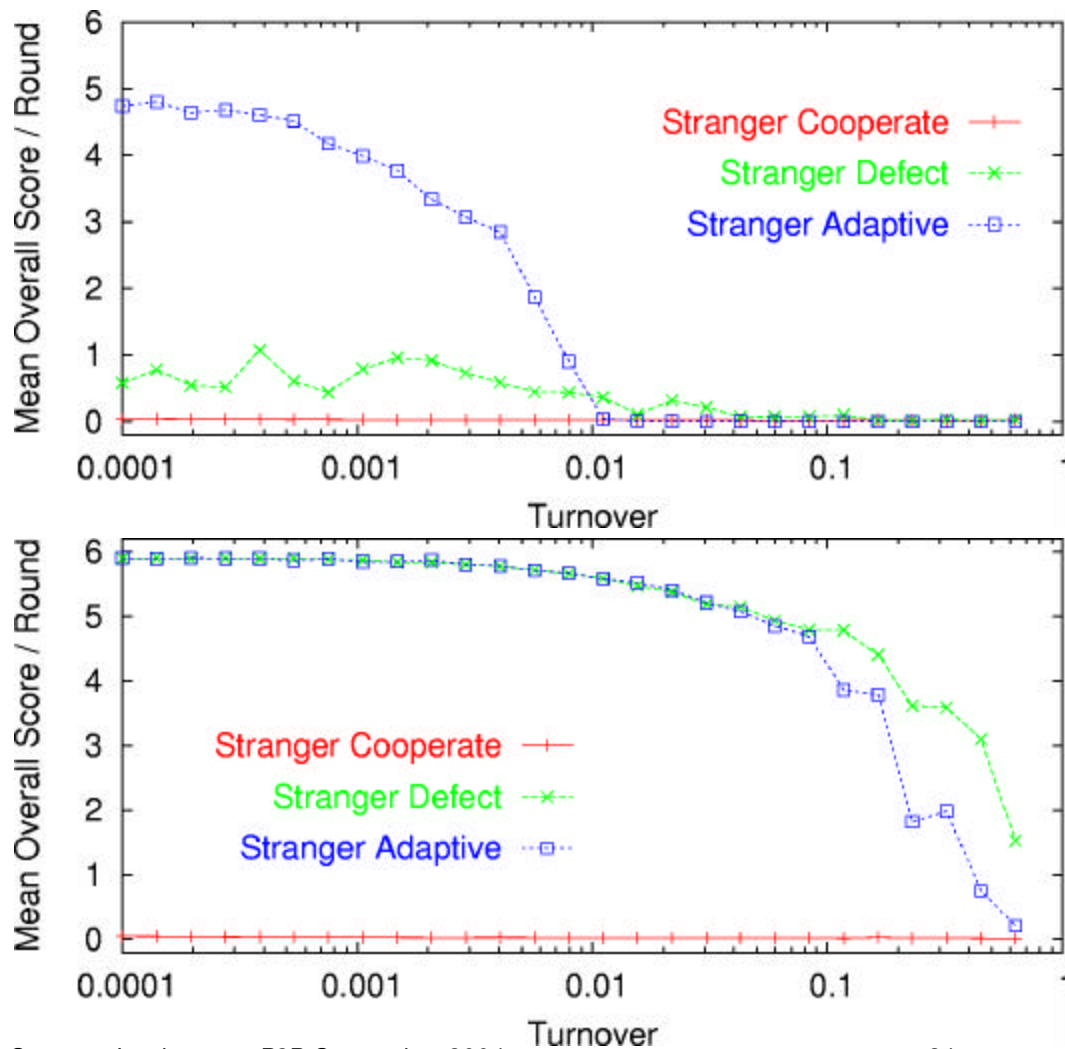 6
5
4
3
2
1
0
Mean Overall Score / Round
Stranger Cooperate
Stranger Defect
Stranger Adaptive
0.0001 0.001 0.01 0.1 1
Turnover
6
5
4
3
2
1
0
Mean Overall Score / Round
Stranger Cooperate
Stranger Defect
Stranger Adaptive
0.0001 0.001 0.01 0.1 1
Turnover